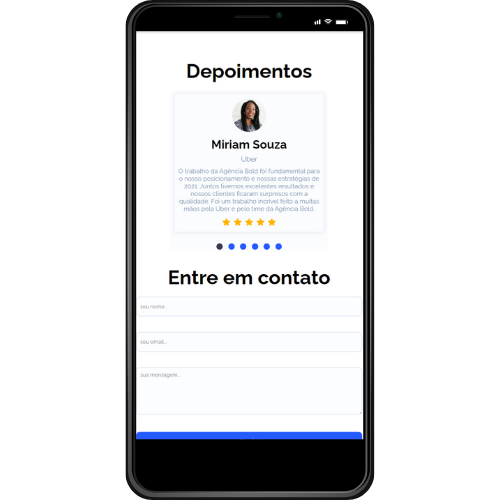 Depoimentos
Miriam Souza
Uber
O trabalho da Agência Bold foi fundamental para
o nosso posicionamento e nossas estratégias de
2021. Juntos tivemos excelentes resultados e
nossos clientes ficaram surpresos com a
qualidade. Foi um trabalho incrível feito a muitas
mãos pela Uber e pelo time da Agência Bold.
Entre em contato
seu nome...
seu email...
sua mensagem...